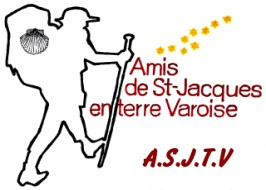 Amis
de St-Jacques
en terre Varoise
A.S.J.T.V